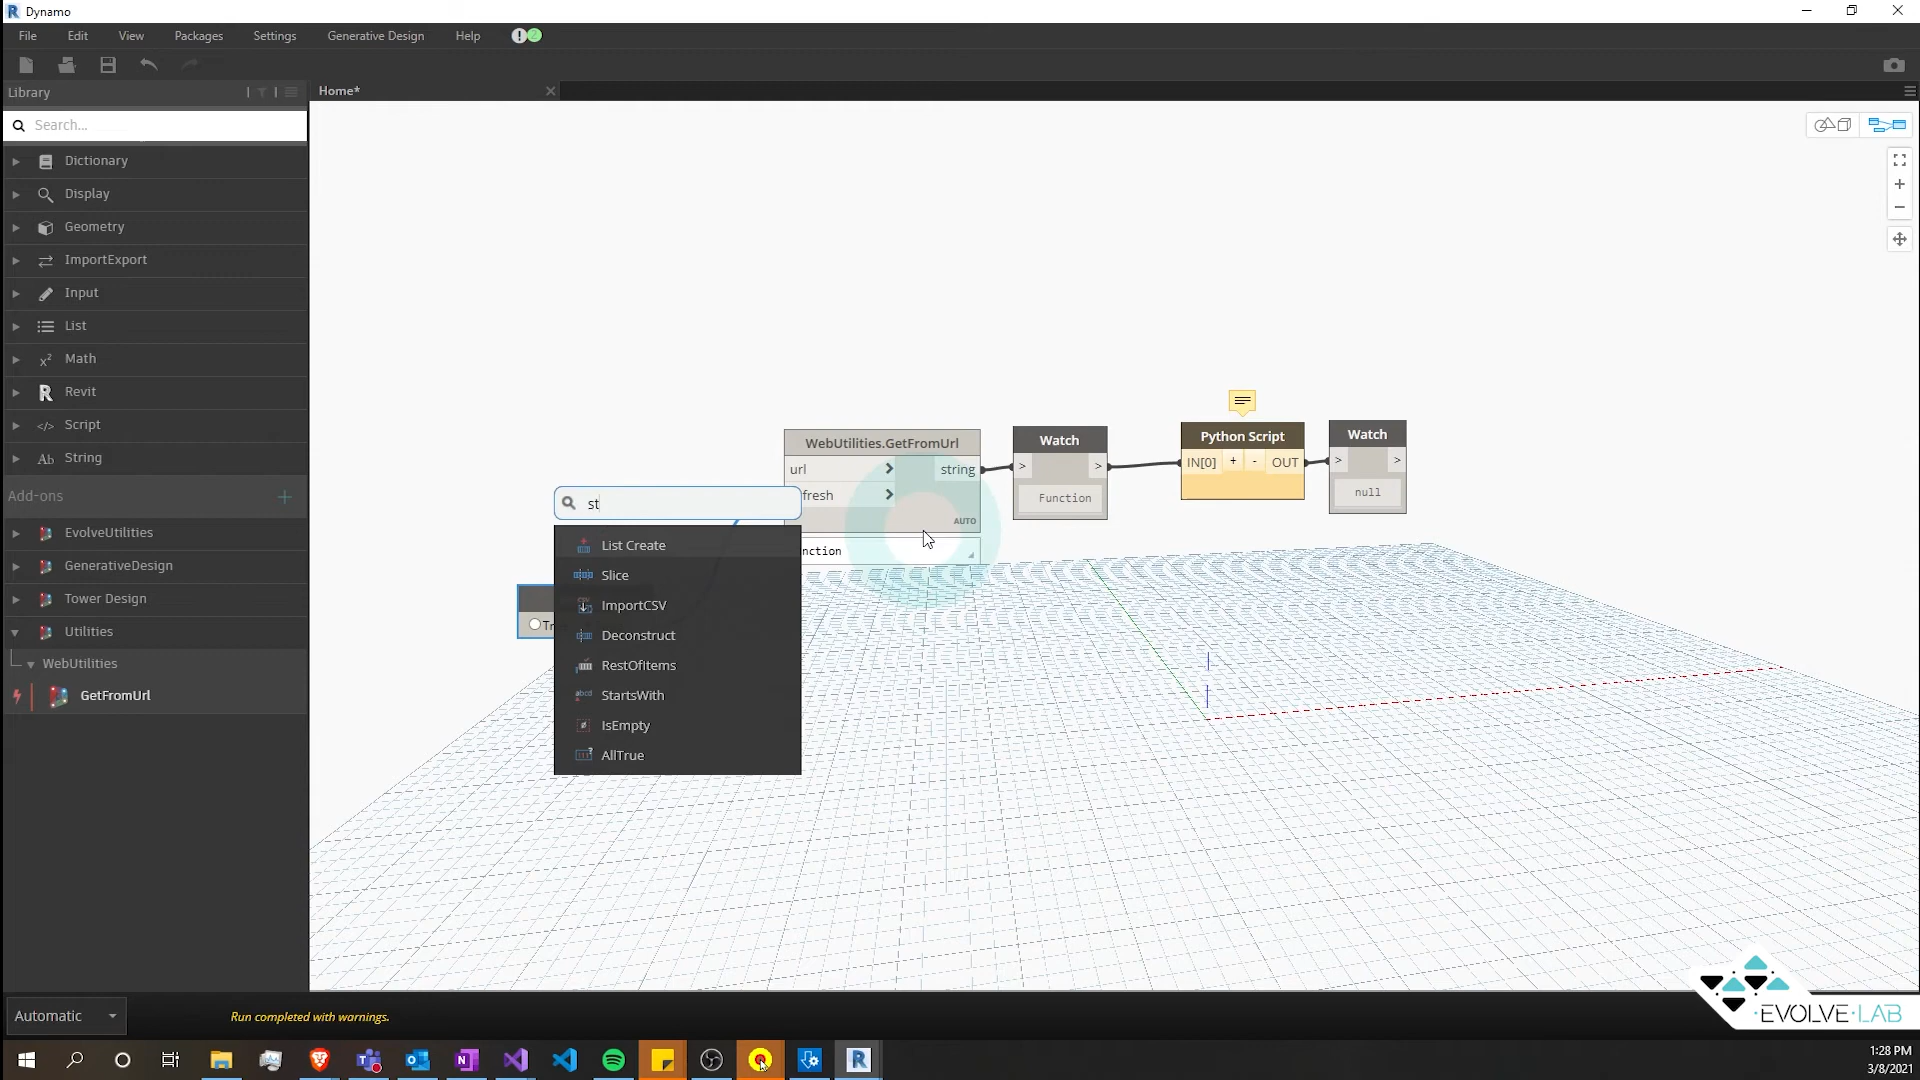 Dynamo
File Edit View Packages Settings Generative Design Help ! 2
Library
Home*
Search...
Dictionary
Display
Geometry
ImportExport
Input
List
Math
Revit
Script
String
Add-ons
EvolveUtilities
GenerativeDesign
Tower Design
Utilities
WebUtilities
GetFromUrl
WebUtilities.GetFromUrl
url > string
fresh >
AUTO
nction
Watch
> >
Function
Python Script
IN[0] + - OUT
Watch
> >
null
st
List Create
Slice
ImportCSV
Deconstruct
RestOfItems
StartsWith
IsEmpty
AllTrue
Automatic
Run completed with warnings.
EVOLVE LAB
1:28 PM
3/8/2021